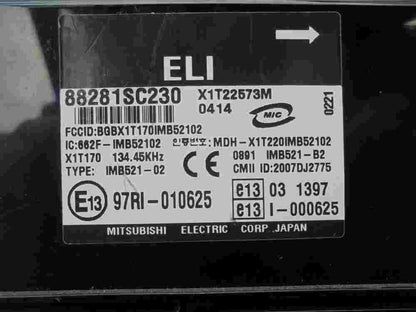 ELI
88281SC230 X1T22573M
0414 MIC 0221
FCCID:BGBX1T170IMB52102
IC:662F-IMB52102 인증번호:MDH-X1T220IMB52102
X1T170 134.45KHz CE 0891 IMB521-B2
TYPE: IMB521-02 CMII ID:2007DJ2775
E13 97RI-010625 e13 03 1397
e13 I-000625
MITSUBISHI ELECTRIC CORP.JAPAN